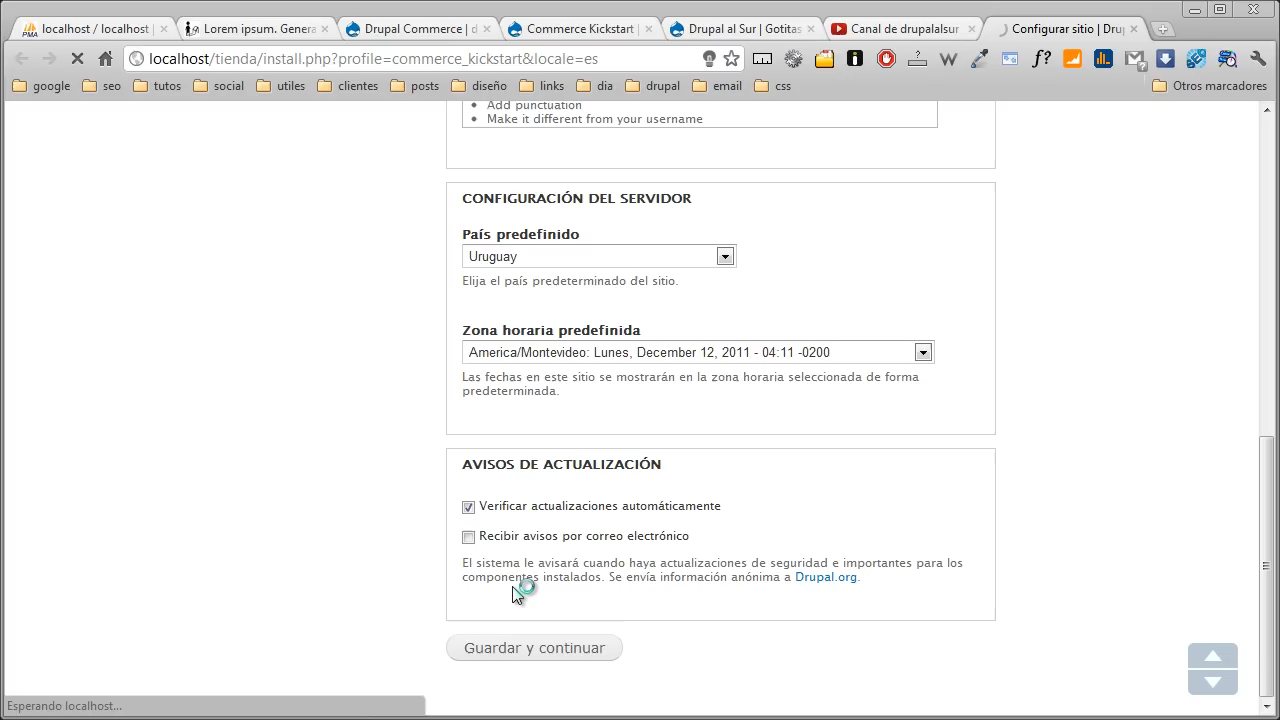 localhost / localhost |
Lorem ipsum. Genera
Drupal Commerce | d
Commerce Kickstart |
Drupal al Sur | Gotitas
Canal de drupalalsur
Configurar sitio | Drup
localhost/tienda/install.php?profile=commerce_kickstart&locale=es
google
seo
tutos
social
utiles
clientes
posts
diseño
links
dia
drupal
email
css
Otros marcadores
• Add punctuation
• Make it different from your username
CONFIGURACIÓN DEL SERVIDOR
País predefinido
Uruguay
Elija el país predeterminado del sitio.
Zona horaria predefinida
America/Montevideo: Lunes, December 12, 2011 - 04:11 -0200
Las fechas en este sitio se mostrarán en la zona horaria seleccionada de forma
predeterminada.
AVISOS DE ACTUALIZACIÓN
Verificar actualizaciones automáticamente
Recibir avisos por correo electrónico
El sistema le avisará cuando haya actualizaciones de seguridad e importantes para los
componentes instalados. Se envía información anónima a Drupal.org.
Guardar y continuar
Esperando localhost...